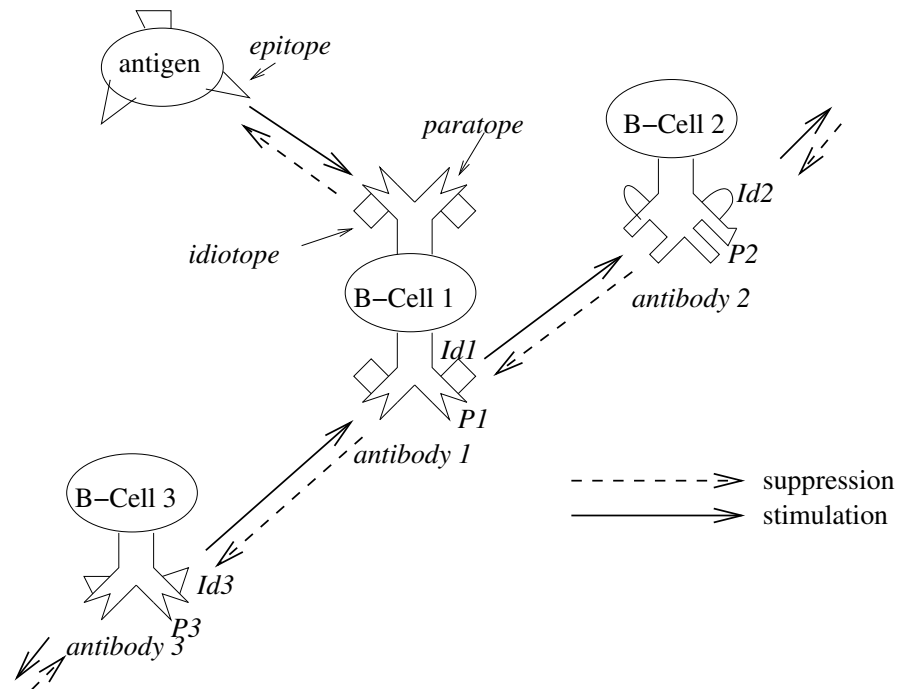 epitope
antigen
paratope
B−Cell 2
Id2
idiotope
P2
B−Cell 1
antibody 2
Id1
P1
antibody 1
suppression
B−Cell 3
stimulation
Id3
P3
antibody 3